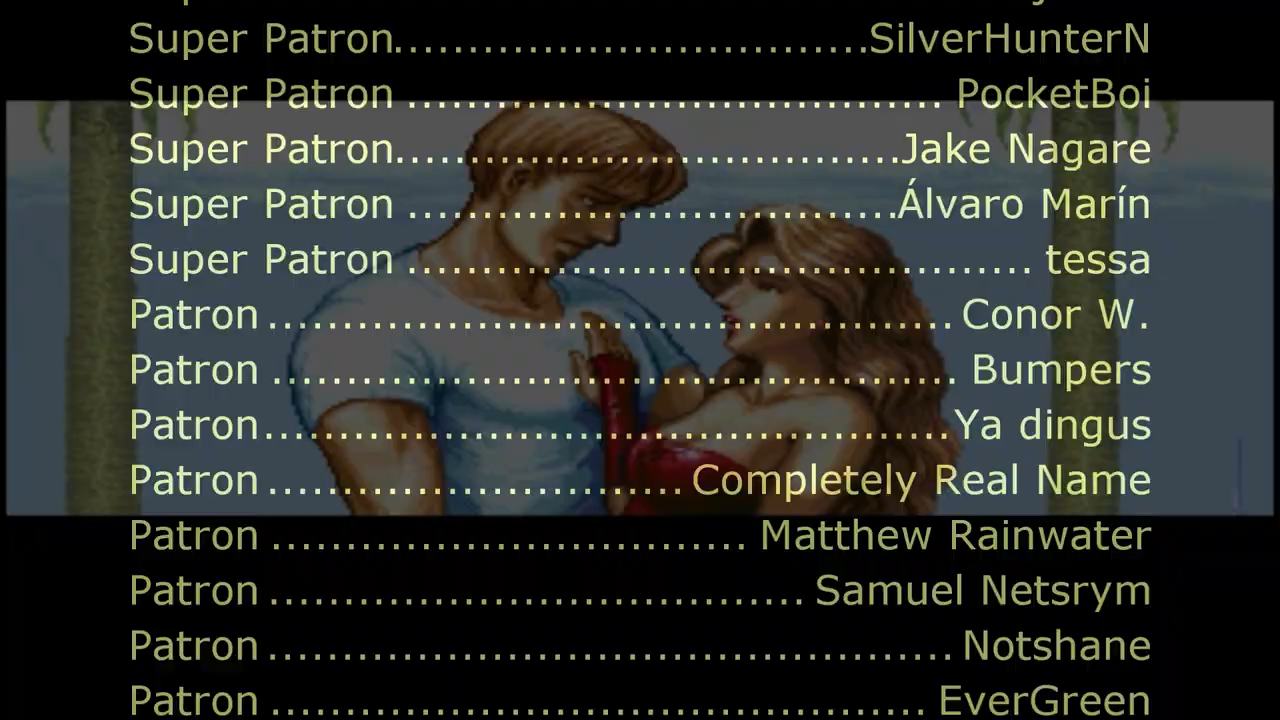 Super Patron................................SilverHunterN
Super Patron .................................... PocketBoi
Super Patron..................................Jake Nagare
Super Patron .................................Álvaro Marín
Super Patron .......................................... tessa
Patron .............................................. Conor W.
Patron .............................................. Bumpers
Patron..............................................Ya dingus
Patron ............................ Completely Real Name
Patron ................................ Matthew Rainwater
Patron .................................... Samuel Netsrym
Patron .............................................. Notshane
Patron ............................................ EverGreen